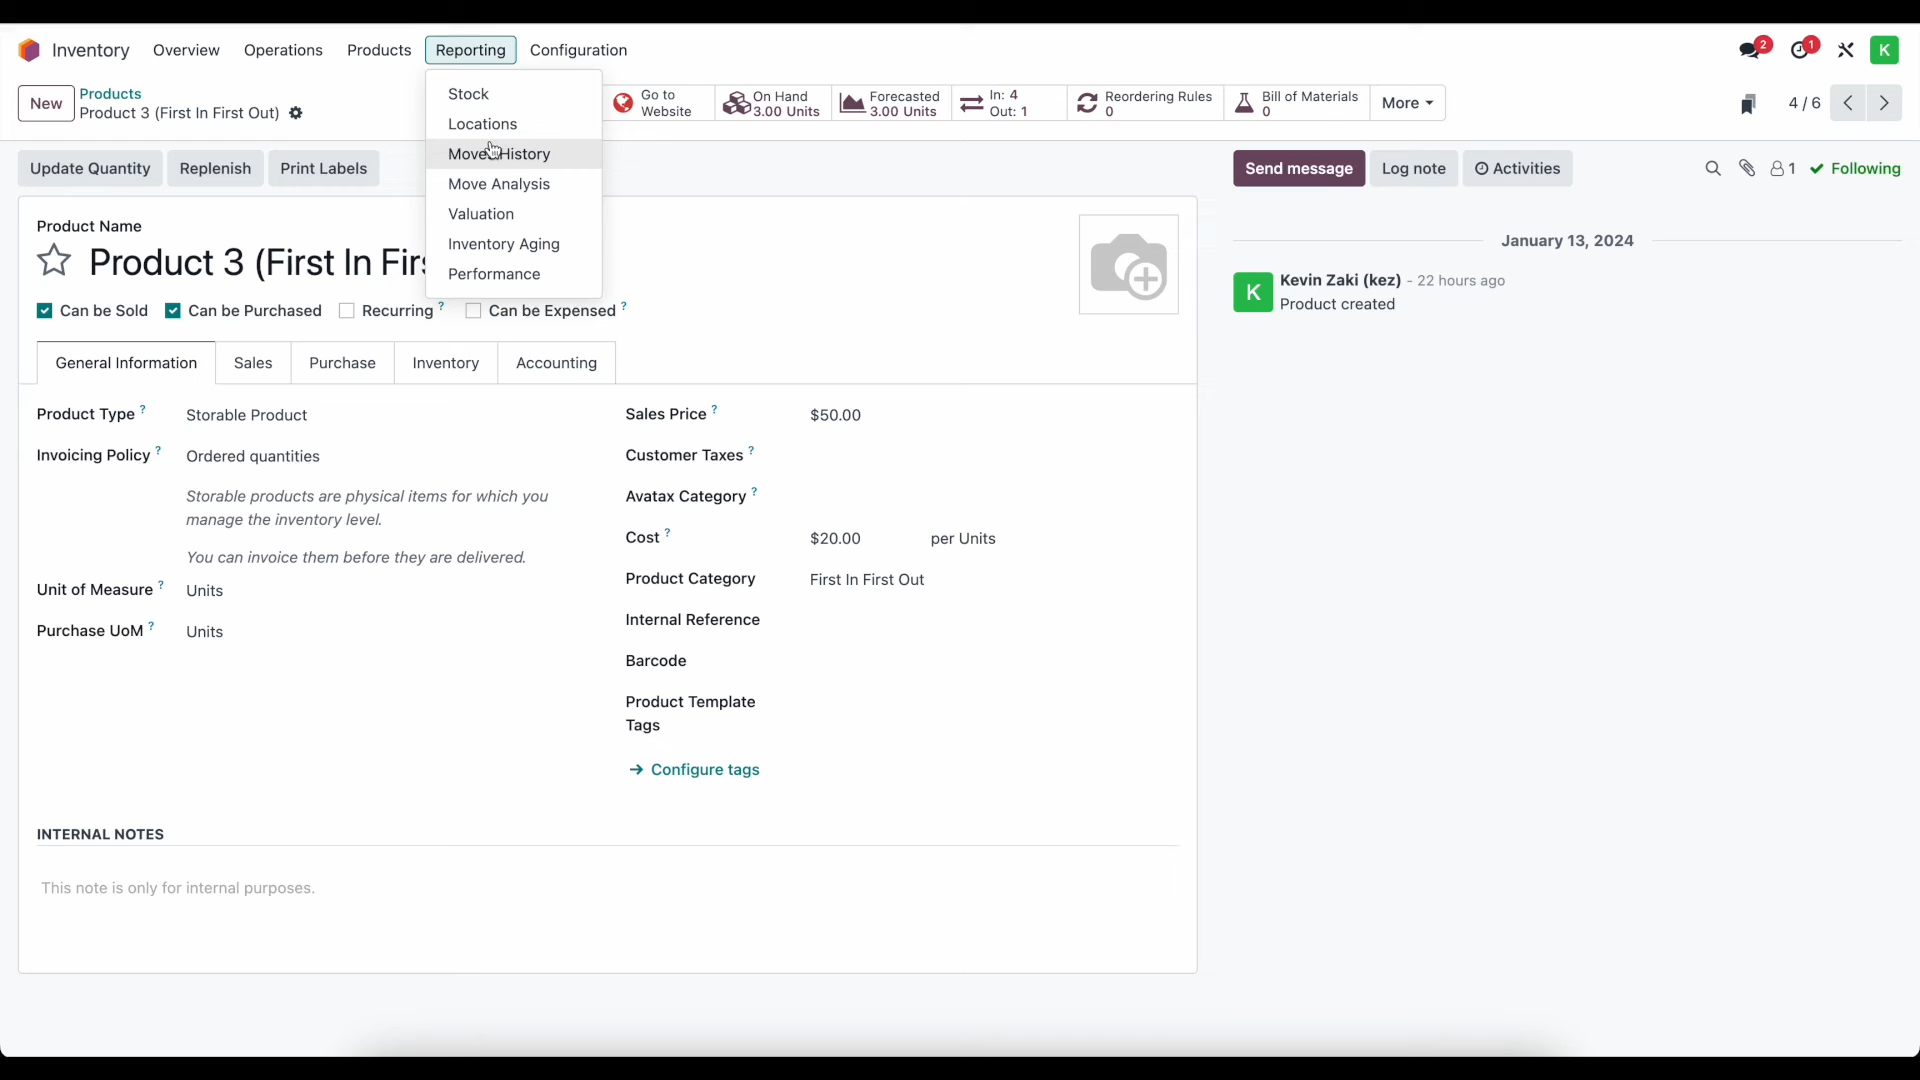 Inventory Overview Operations Products Reporting Configuration
2 1 K
New
Products
Product 3 (First In First Out)
Go to
Website
On Hand
3.00 Units
Forecasted
3.00 Units
In: 4
Out: 1
Reordering Rules
0
Bill of Materials
0
More
4 / 6
Stock
Locations
Moves History
Move Analysis
Valuation
Inventory Aging
Performance
Update Quantity Replenish Print Labels
Send message Log note Activities 1 Following
Product Name
Product 3 (First In Firs
Can be Sold Can be Purchased Recurring ? Can be Expensed ?
General Information Sales Purchase Inventory Accounting
Product Type ? Storable Product
Invoicing Policy ? Ordered quantities
Storable products are physical items for which you
manage the inventory level.
You can invoice them before they are delivered.
Unit of Measure ? Units
Purchase UoM ? Units
Sales Price ? $50.00
Customer Taxes ?
Avatax Category ?
Cost ? $20.00 per Units
Product Category First In First Out
Internal Reference
Barcode
Product Template
Tags
Configure tags
INTERNAL NOTES
This note is only for internal purposes.
January 13, 2024
K
Kevin Zaki (kez) - 22 hours ago
Product created